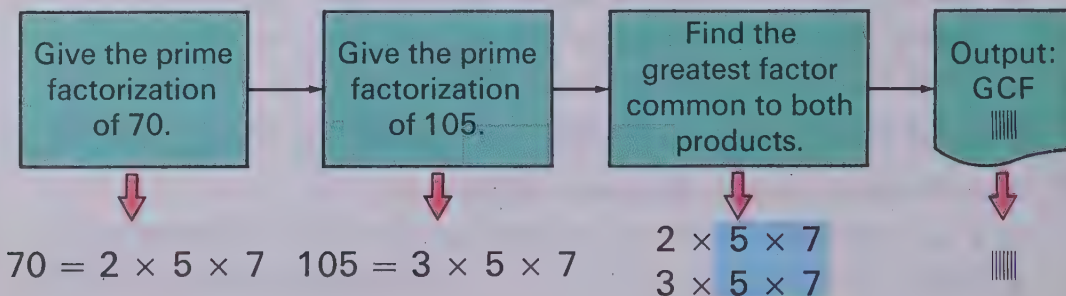 Give the prime
factorization
of 70.
Give the prime
factorization
of 105.
Find the
greatest factor
common to both
products.
Output:
GCF
70 = 2 × 5 × 7
105 = 3 × 5 × 7
2 × 5 × 7
3 × 5 × 7